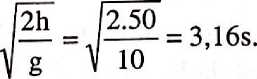 √(2h/g) = √(2.50/10) = 3,16s.